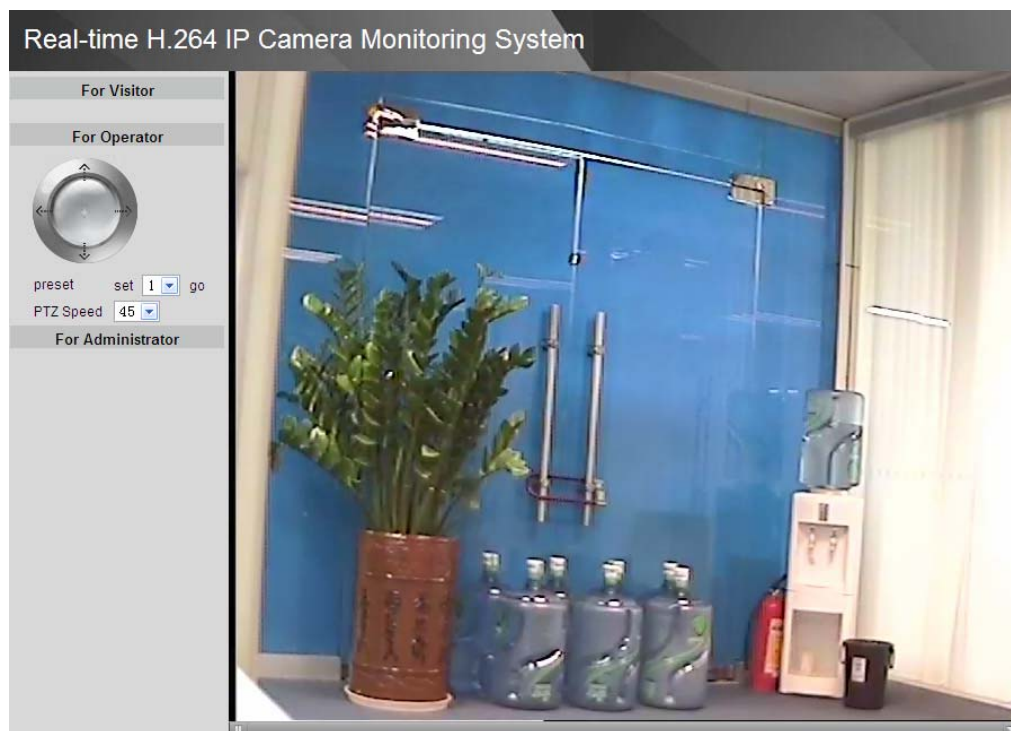 Real-time H.264 IP Camera Monitoring System
For Visitor
For Operator
preset set 1 go
PTZ Speed 45
For Administrator